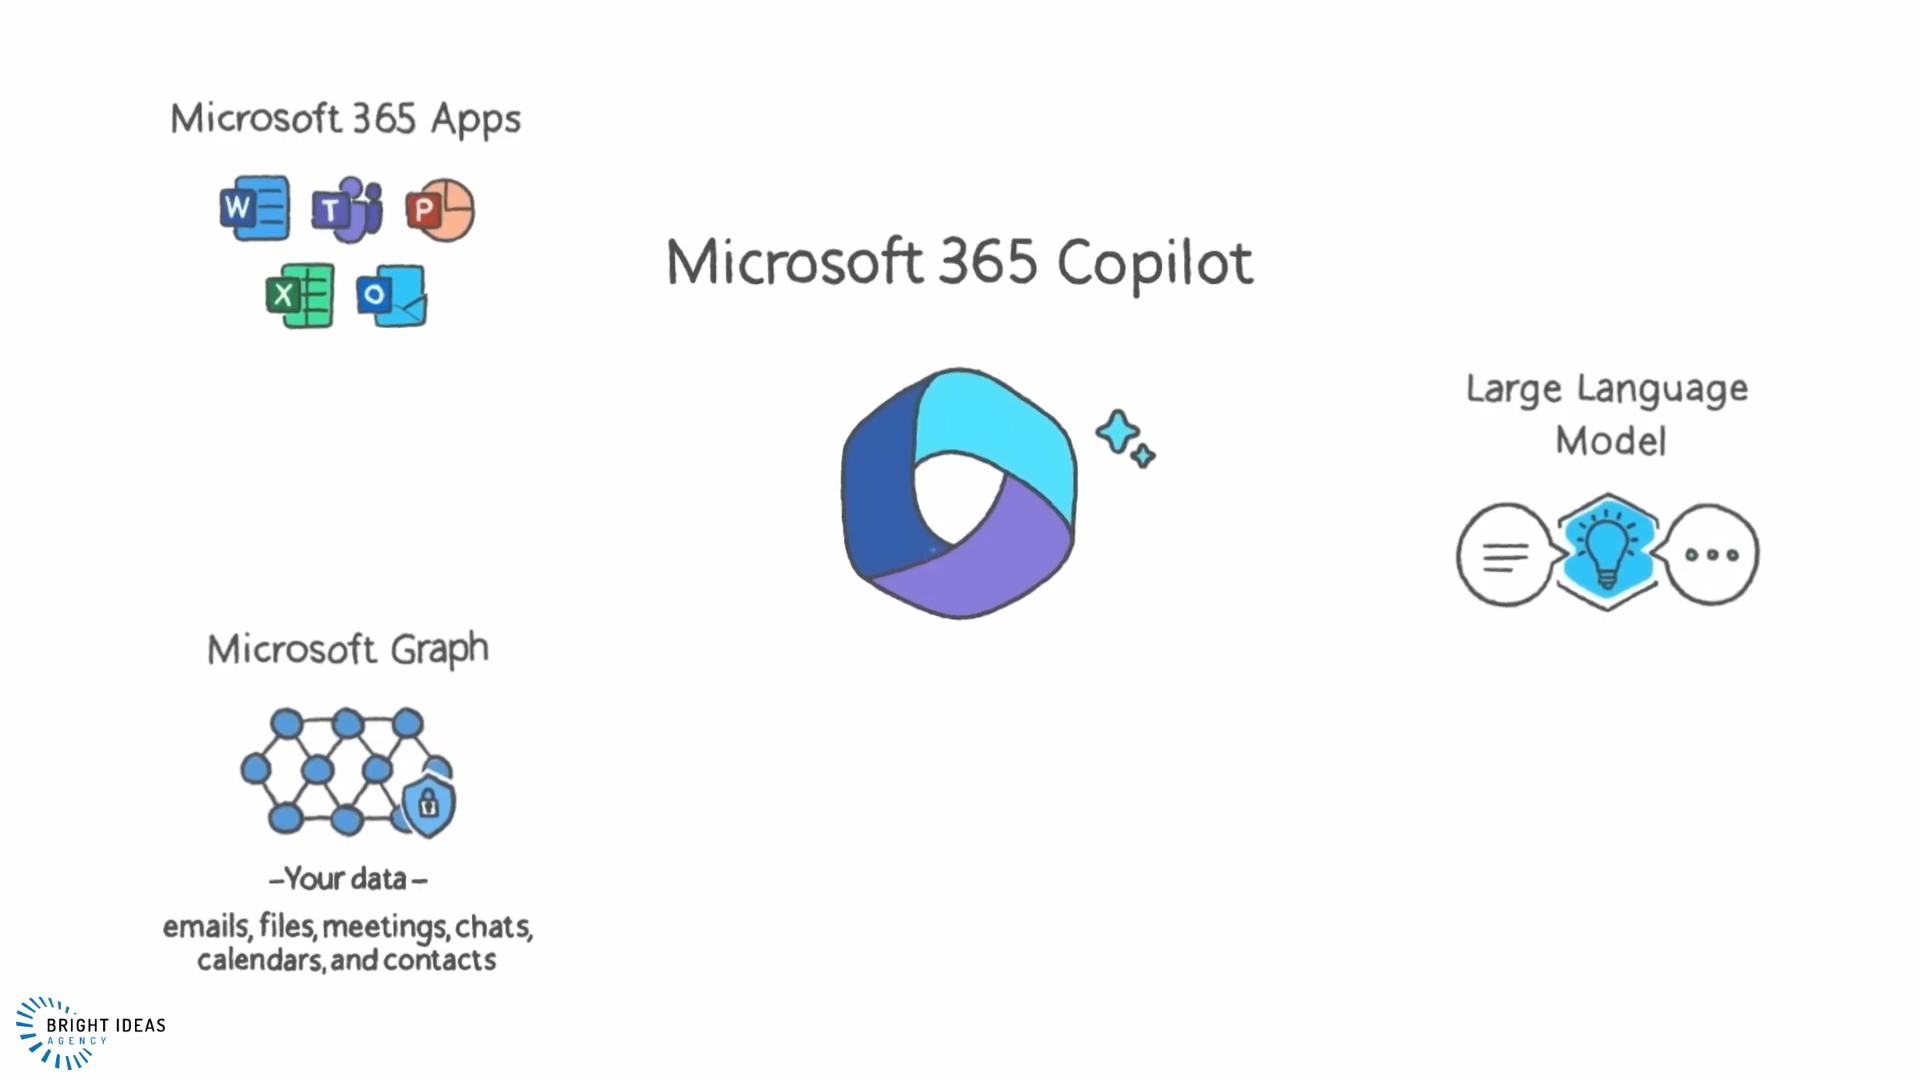 Microsoft 365 Apps
W
T
P
X
O
Microsoft 365 Copilot
Large Language
Model
Microsoft Graph
–Your data–
emails, files, meetings, chats,
calendars, and contacts
BRIGHT IDEAS
AGENCY